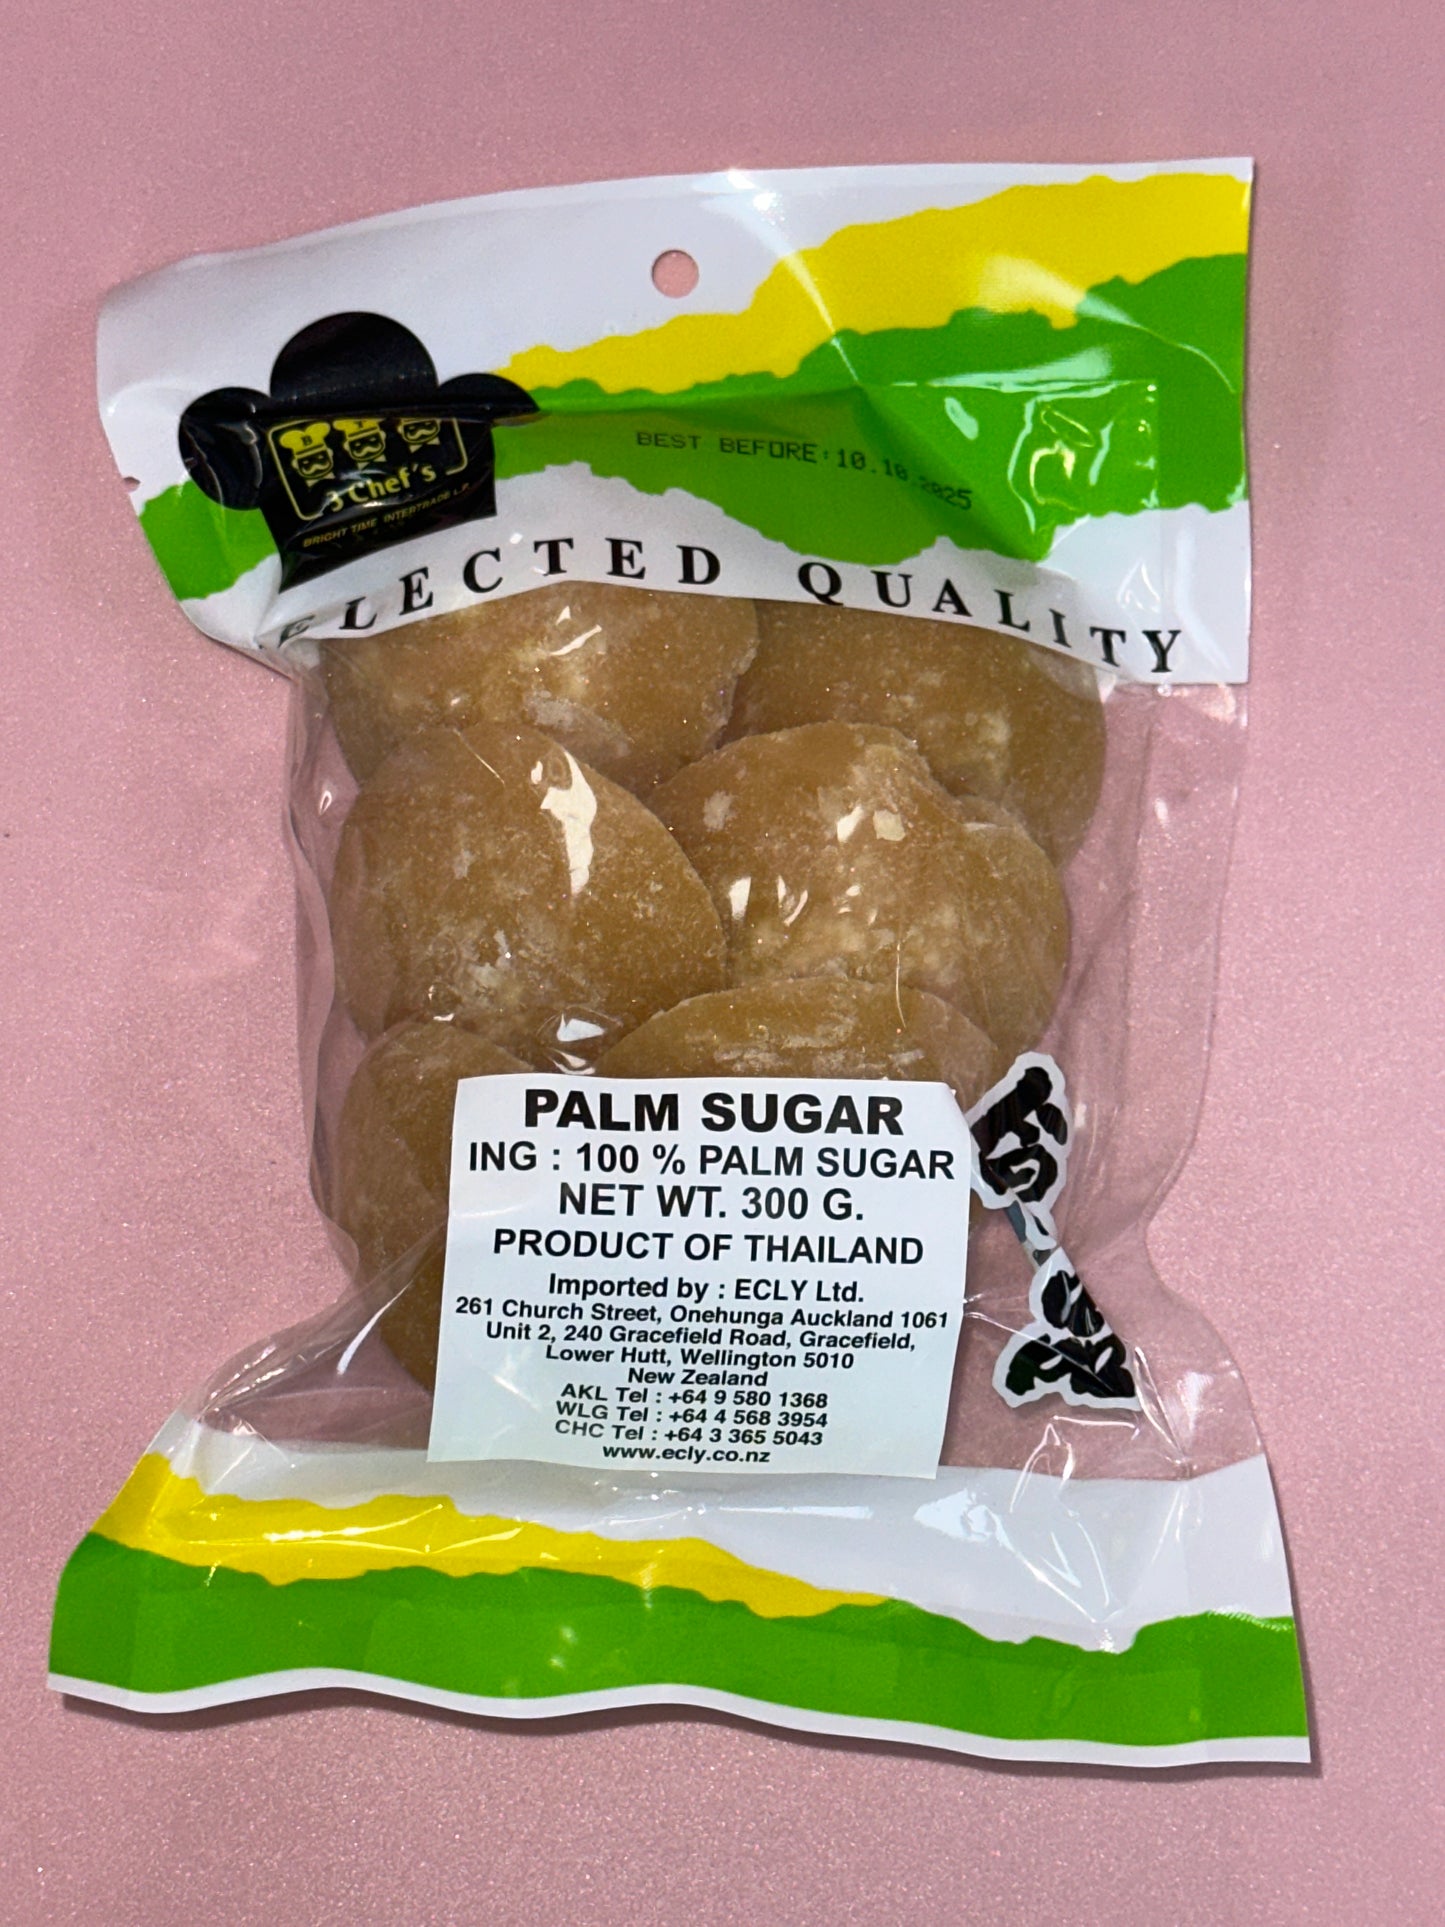 BEST BEFORE:10.10.2025
B T
3 Chef's
BRIGHT TIME INTERTRADE L.P.
SELECTED QUALITY
PALM SUGAR
ING : 100 % PALM SUGAR
NET WT. 300 G.
PRODUCT OF THAILAND
Imported by : ECLY Ltd.
261 Church Street, Onehunga Auckland 1061
Unit 2, 240 Gracefield Road, Gracefield,
Lower Hutt, Wellington 5010
New Zealand
AKL Tel : +64 9 580 1368
WLG Tel : +64 4 568 3954
CHC Tel : +64 3 365 5043
www.ecly.co.nz